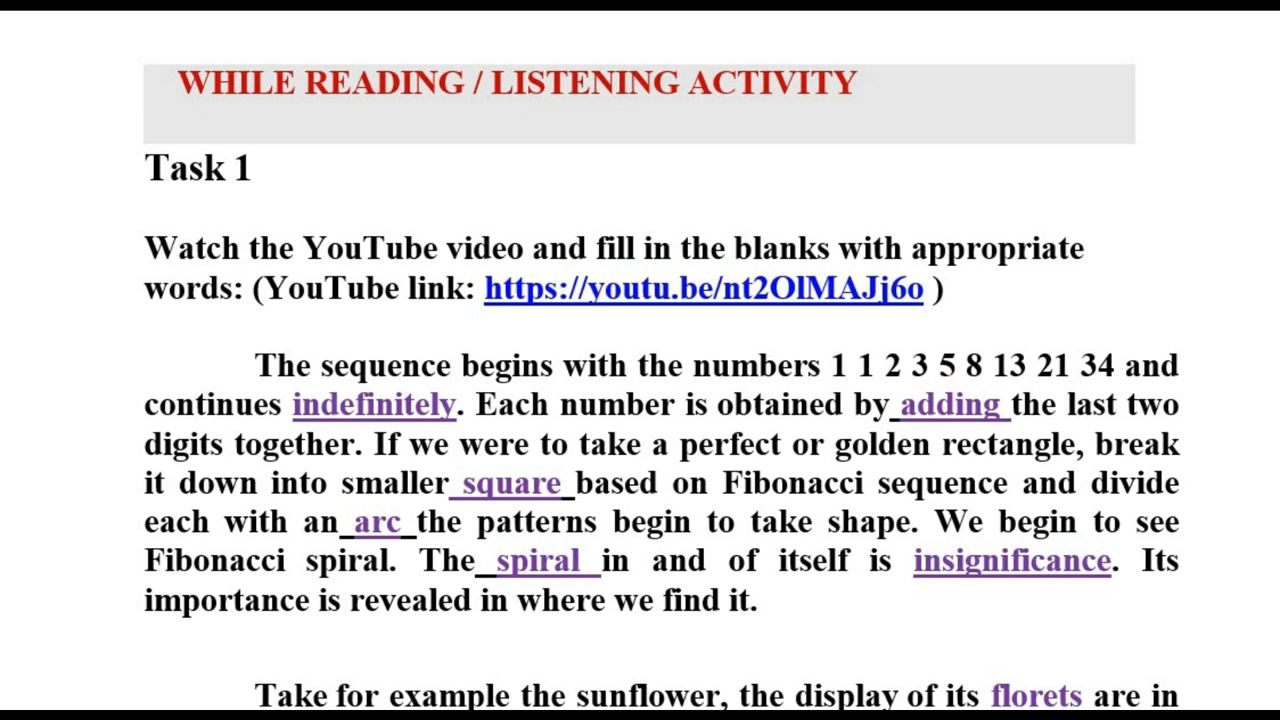 WHILE READING / LISTENING ACTIVITY
Task 1
Watch the YouTube video and fill in the blanks with appropriate
words: (YouTube link: https://youtu.be/nt2OlMAJj6o )
The sequence begins with the numbers 1 1 2 3 5 8 13 21 34 and
continues indefinitely. Each number is obtained by adding the last two
digits together. If we were to take a perfect or golden rectangle, break
it down into smaller square based on Fibonacci sequence and divide
each with an arc the patterns begin to take shape. We begin to see
Fibonacci spiral. The spiral in and of itself is insignificance. Its
importance is revealed in where we find it.
Take for example the sunflower, the display of its florets are in